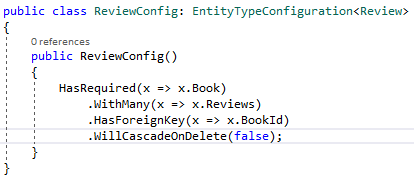 public class ReviewConfig: EntityTypeConfiguration<Review>
{
0 references
public ReviewConfig()
{
HasRequired(x => x.Book)
.WithMany(x => x.Reviews)
.HasForeignKey(x => x.BookId)
.WillCascadeOnDelete(false);
}
}